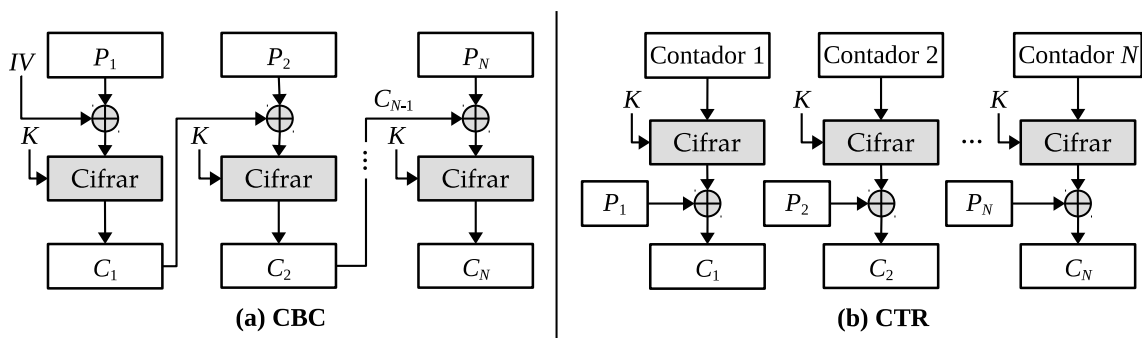 P1 P2 PN
IV
CN-1
K K K
Cifrar Cifrar Cifrar
C1 C2 CN
(a) CBC
Contador 1 Contador 2 Contador N
K K K
Cifrar Cifrar ... Cifrar
P1 P2 PN
C1 C2 CN
(b) CTR